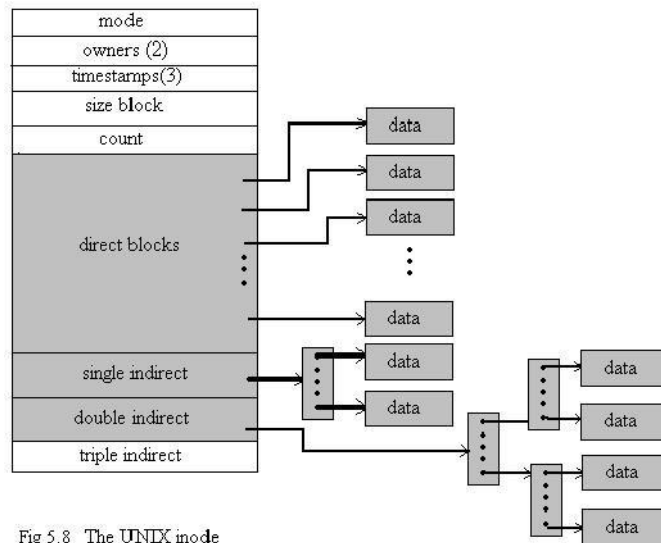 mode
owners (2)
timestamps(3)
size block
count
direct blocks
single indirect
double indirect
triple indirect
data
data
data
data
data
data
data
data
data
data
Fig 5.8 The UNIX inode